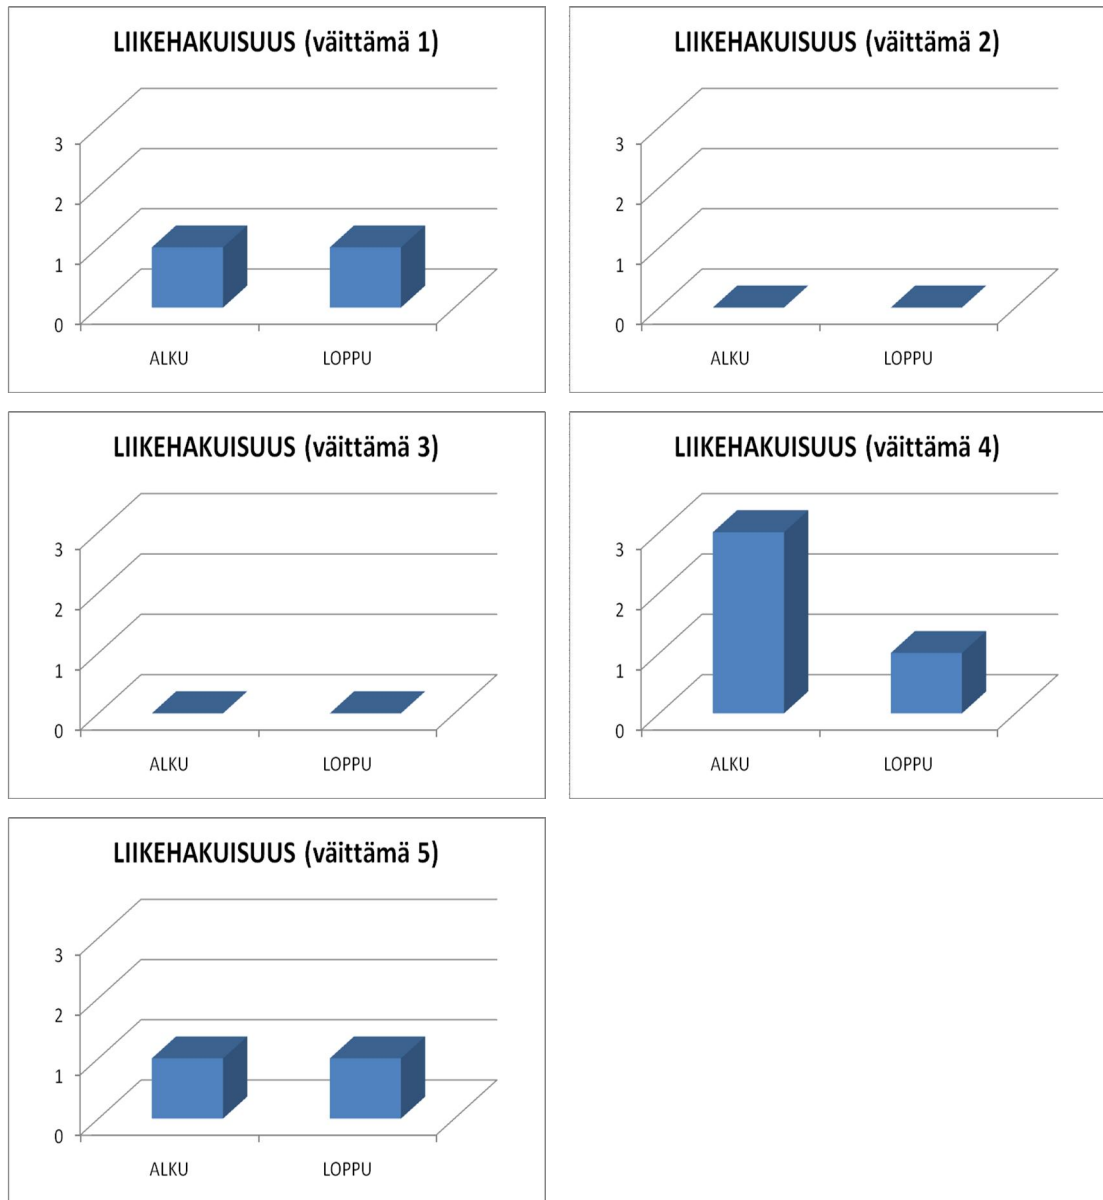 LIIKEHAKUISUUS (väittämä 1)
3
2
1
0
ALKU LOPPU
LIIKEHAKUISUUS (väittämä 2)
3
2
1
0
ALKU LOPPU
LIIKEHAKUISUUS (väittämä 3)
3
2
1
0
ALKU LOPPU
LIIKEHAKUISUUS (väittämä 4)
3
2
1
0
ALKU LOPPU
LIIKEHAKUISUUS (väittämä 5)
3
2
1
0
ALKU LOPPU